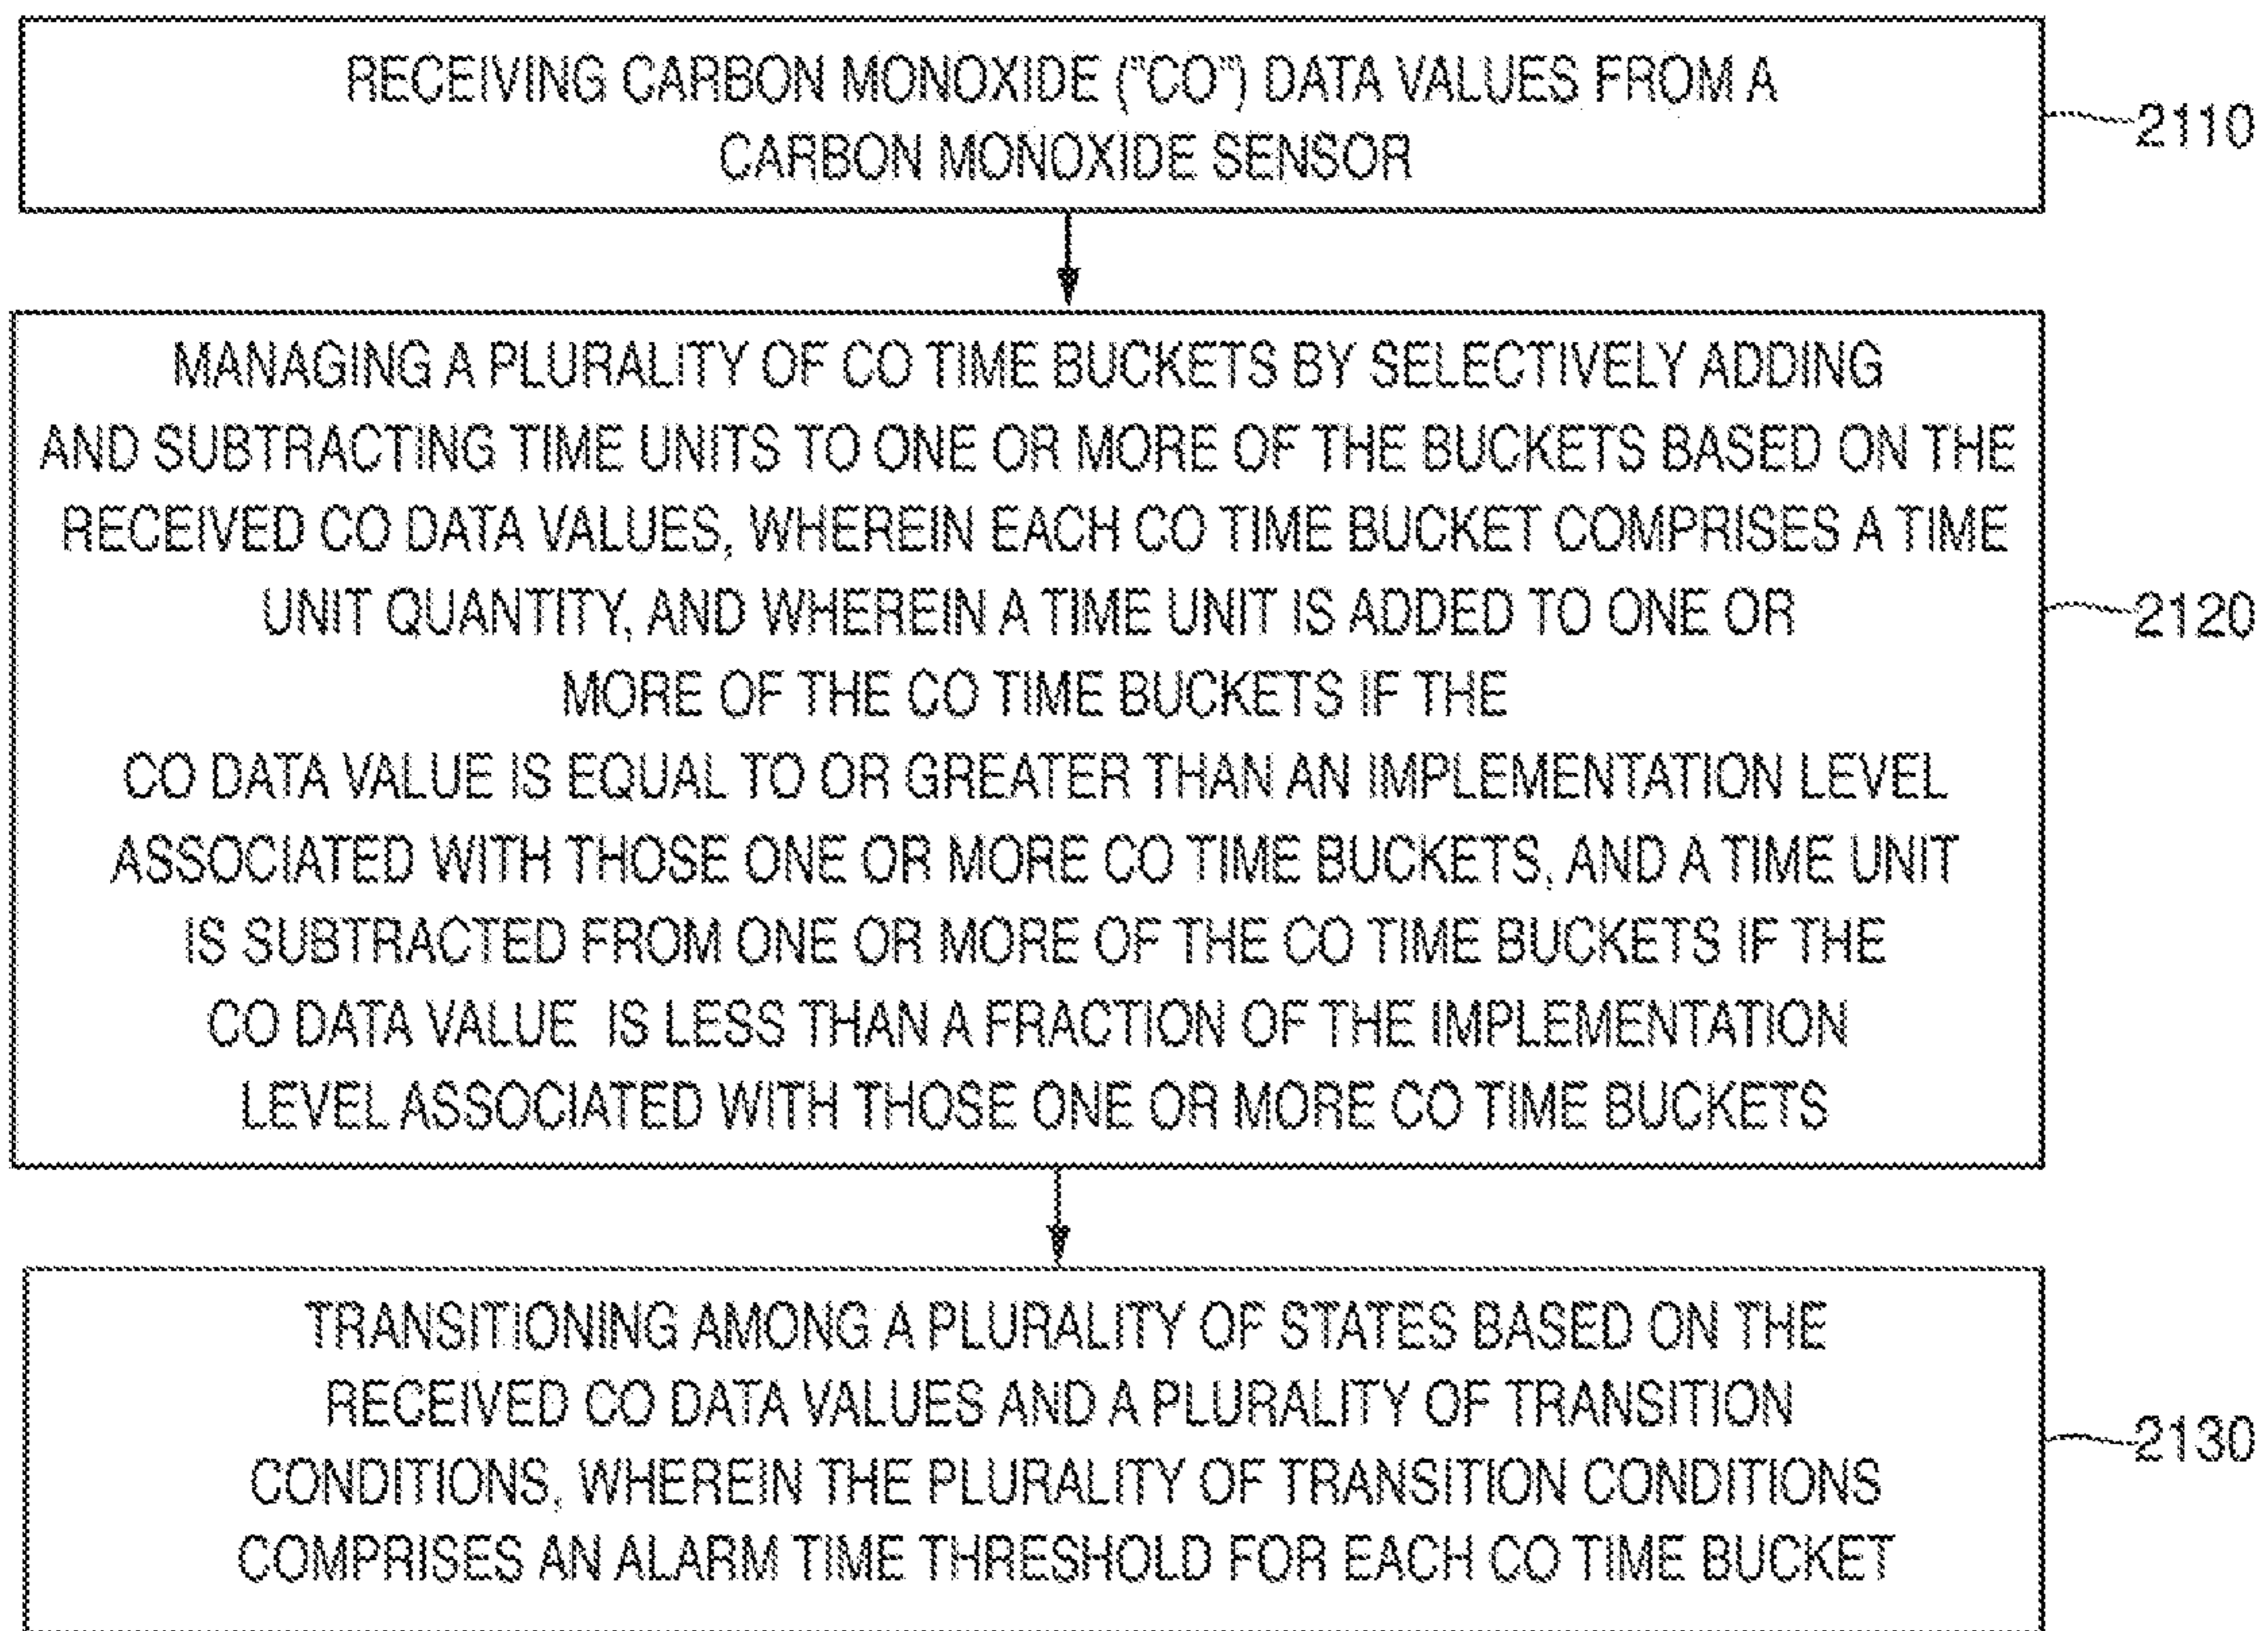 RECEIVING CARBON MONOXIDE ("CO") DATA VALUES FROM A
CARBON MONOXIDE SENSOR
2110
MANAGING A PLURALITY OF CO TIME BUCKETS BY SELECTIVELY ADDING
AND SUBTRACTING TIME UNITS TO ONE OR MORE OF THE BUCKETS BASED ON THE
RECEIVED CO DATA VALUES, WHEREIN EACH CO TIME BUCKET COMPRISES A TIME
UNIT QUANTITY, AND WHEREIN A TIME UNIT IS ADDED TO ONE OR
MORE OF THE CO TIME BUCKETS IF THE
CO DATA VALUE IS EQUAL TO OR GREATER THAN AN IMPLEMENTATION LEVEL
ASSOCIATED WITH THOSE ONE OR MORE CO TIME BUCKETS, AND A TIME UNIT
IS SUBTRACTED FROM ONE OR MORE OF THE CO TIME BUCKETS IF THE
CO DATA VALUE IS LESS THAN A FRACTION OF THE IMPLEMENTATION
LEVEL ASSOCIATED WITH THOSE ONE OR MORE CO TIME BUCKETS
2120
TRANSITIONING AMONG A PLURALITY OF STATES BASED ON THE
RECEIVED CO DATA VALUES AND A PLURALITY OF TRANSITION
CONDITIONS, WHEREIN THE PLURALITY OF TRANSITION CONDITIONS
COMPRISES AN ALARM TIME THRESHOLD FOR EACH CO TIME BUCKET
2130